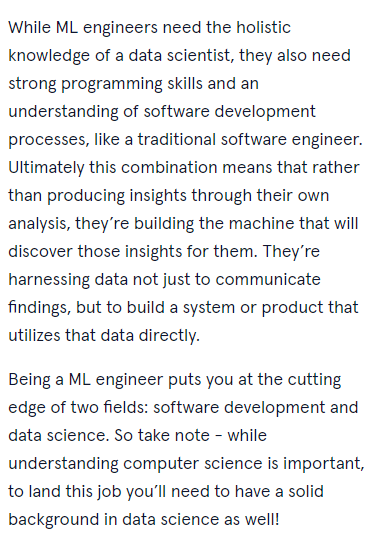 While ML engineers need the holistic
knowledge of a data scientist, they also need
strong programming skills and an
understanding of software development
processes, like a traditional software engineer.
Ultimately this combination means that rather
than producing insights through their own
analysis, they’re building the machine that will
discover those insights for them. They’re
harnessing data not just to communicate
findings, but to build a system or product that
utilizes that data directly.
Being a ML engineer puts you at the cutting
edge of two fields: software development and
data science. So take note - while
understanding computer science is important,
to land this job you’ll need to have a solid
background in data science as well!